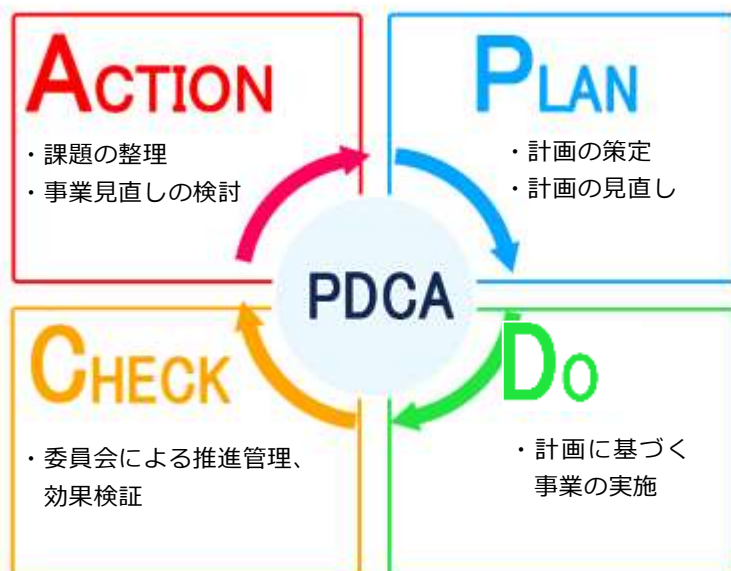 ACTION
・課題の整理
・事業見直しの検討
PLAN
・計画の策定
・計画の見直し
PDCA
CHECK
・委員会による推進管理、
効果検証
DO
・計画に基づく
事業の実施